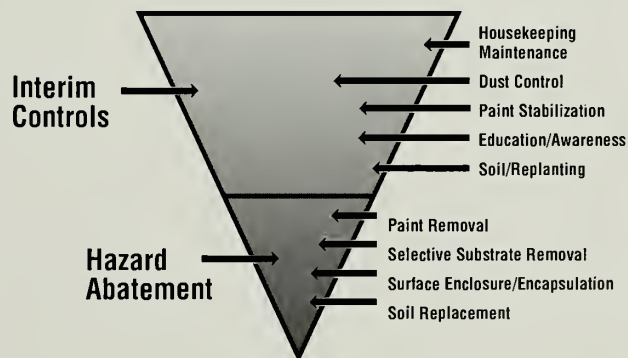 Interim
Controls
Housekeeping
Maintenance
Dust Control
Paint Stabilization
Education/Awareness
Soil/Replanting
Hazard
Abatement
Paint Removal
Selective Substrate Removal
Surface Enclosure/Encapsulation
Soil Replacement